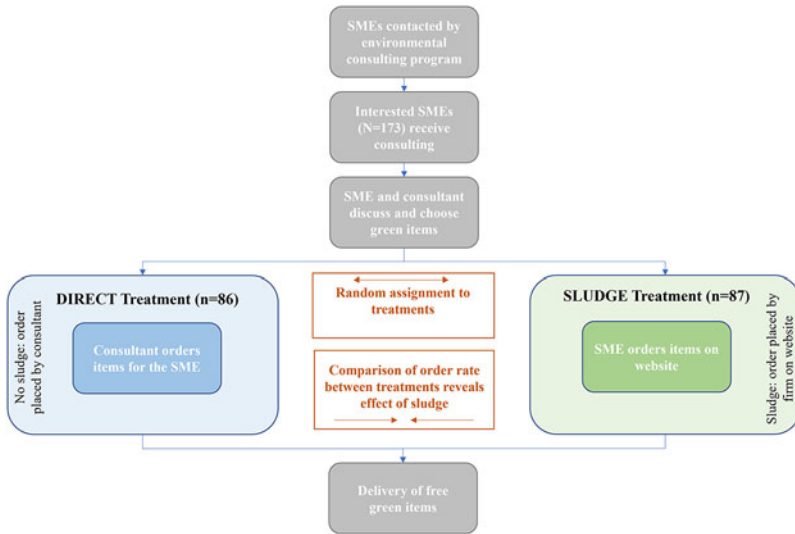 SMEs contacted by
environmental
consulting program
Interested SMEs
(N=173) receive
consulting
SME and consultant
discuss and choose
green items
No sludge: order
placed by consultant
DIRECT Treatment (n=86)
Consultant orders
items for the SME
Random assignment to
treatments
Comparison of order rate
between treatments reveals
effect of sludge
SLUDGE Treatment (n=87)
SME orders items on
website
Sludge: order placed by
firm on website
Delivery of free
green items